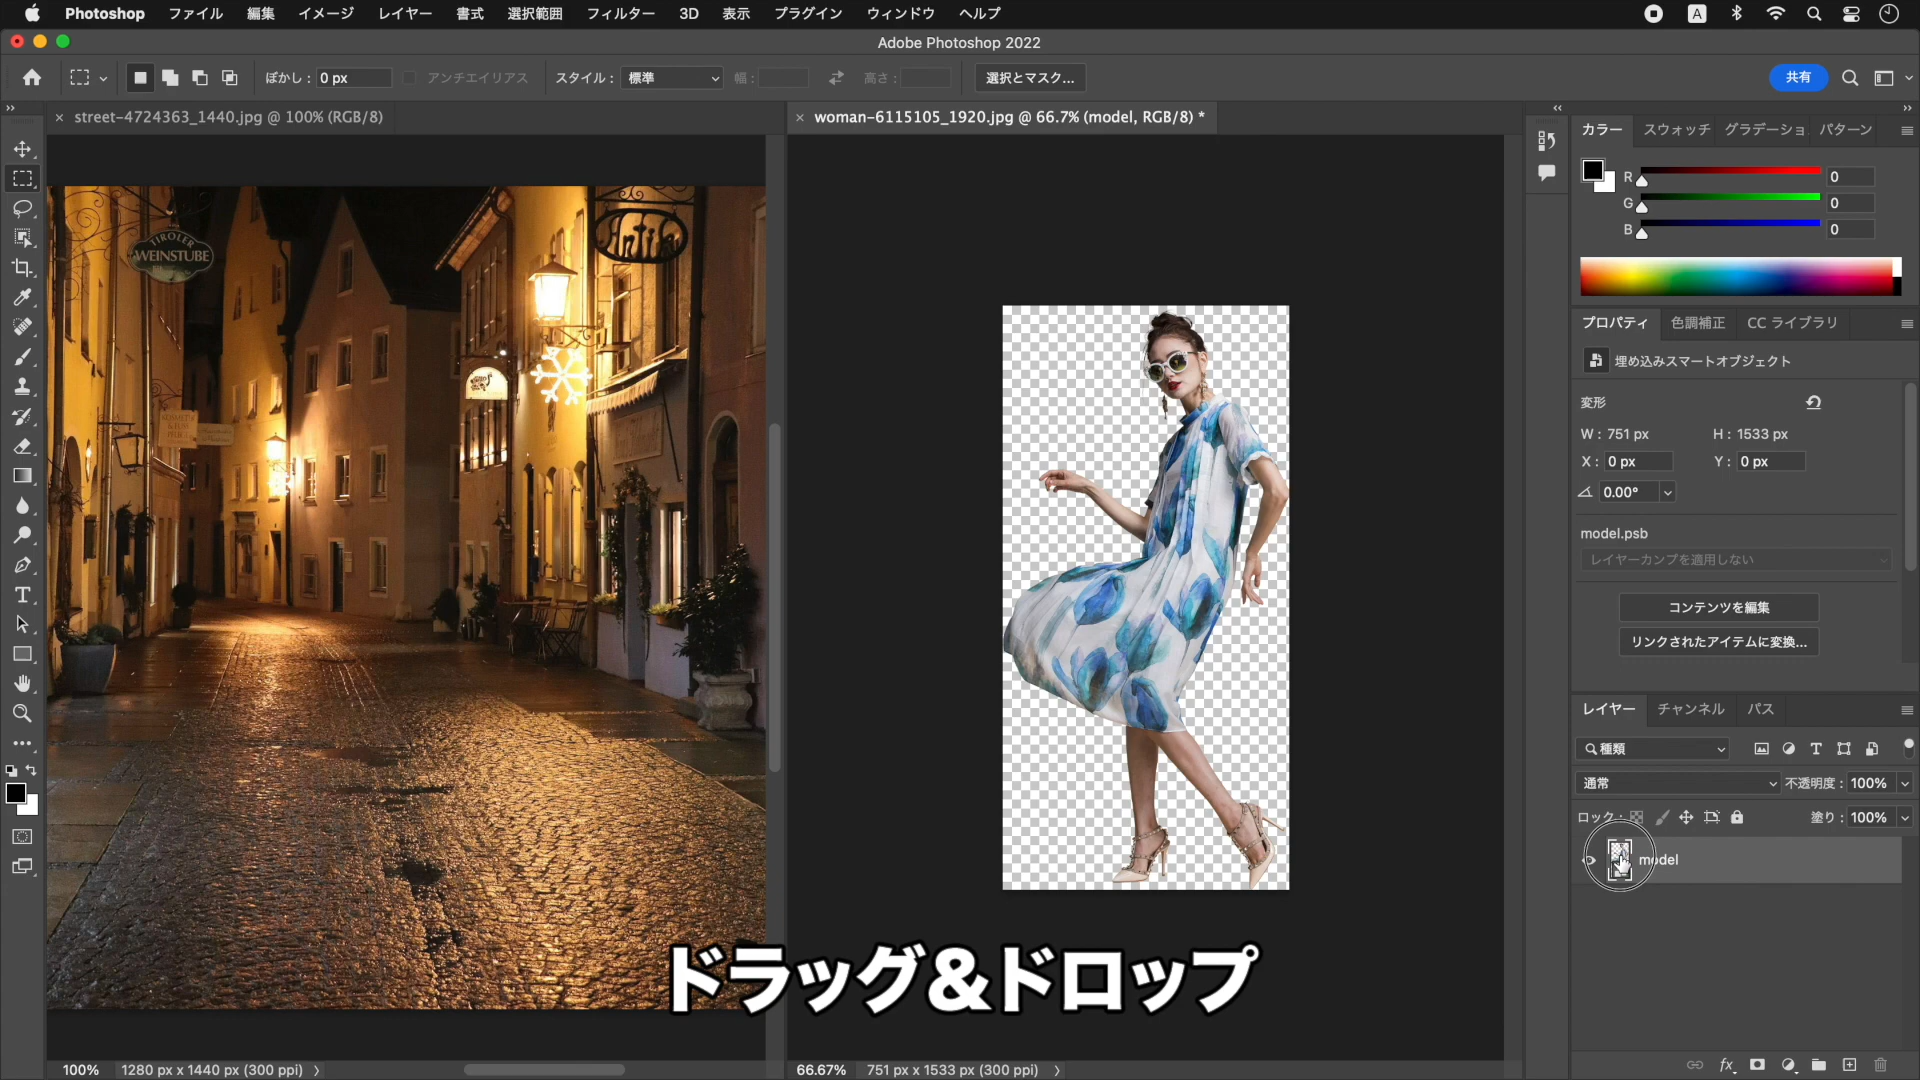 Photoshop ファイル 編集 イメージ レイヤー 書式 選択範囲 フィルター 3D 表示 プラグイン ウィンドウ ヘルプ
A
Adobe Photoshop 2022
ぼかし : 0 px アンチエイリアス スタイル : 標準 幅 : 高さ : 選択とマスク... 共有
street-4724363_1440.jpg @ 100% (RGB/8)
woman-6115105_1920.jpg @ 66.7% (model, RGB/8) *
TIROLER
WEINSTUBE
Antik
カラー スウォッチ グラデーショ パターン
R 0
G 0
B 0
プロパティ 色調補正 CC ライブラリ
埋め込みスマートオブジェクト
変形
W : 751 px H : 1533 px
X : 0 px Y : 0 px
0.00°
model.psb
レイヤーカンプを適用しない
コンテンツを編集
リンクされたアイテムに変換...
レイヤー チャンネル パス
種類
通常 不透明度 : 100%
ロック : 塗り : 100%
model
ドラッグ&ドロップ
100% 1280 px x 1440 px (300 ppi)
66.67% 751 px x 1533 px (300 ppi)
fx